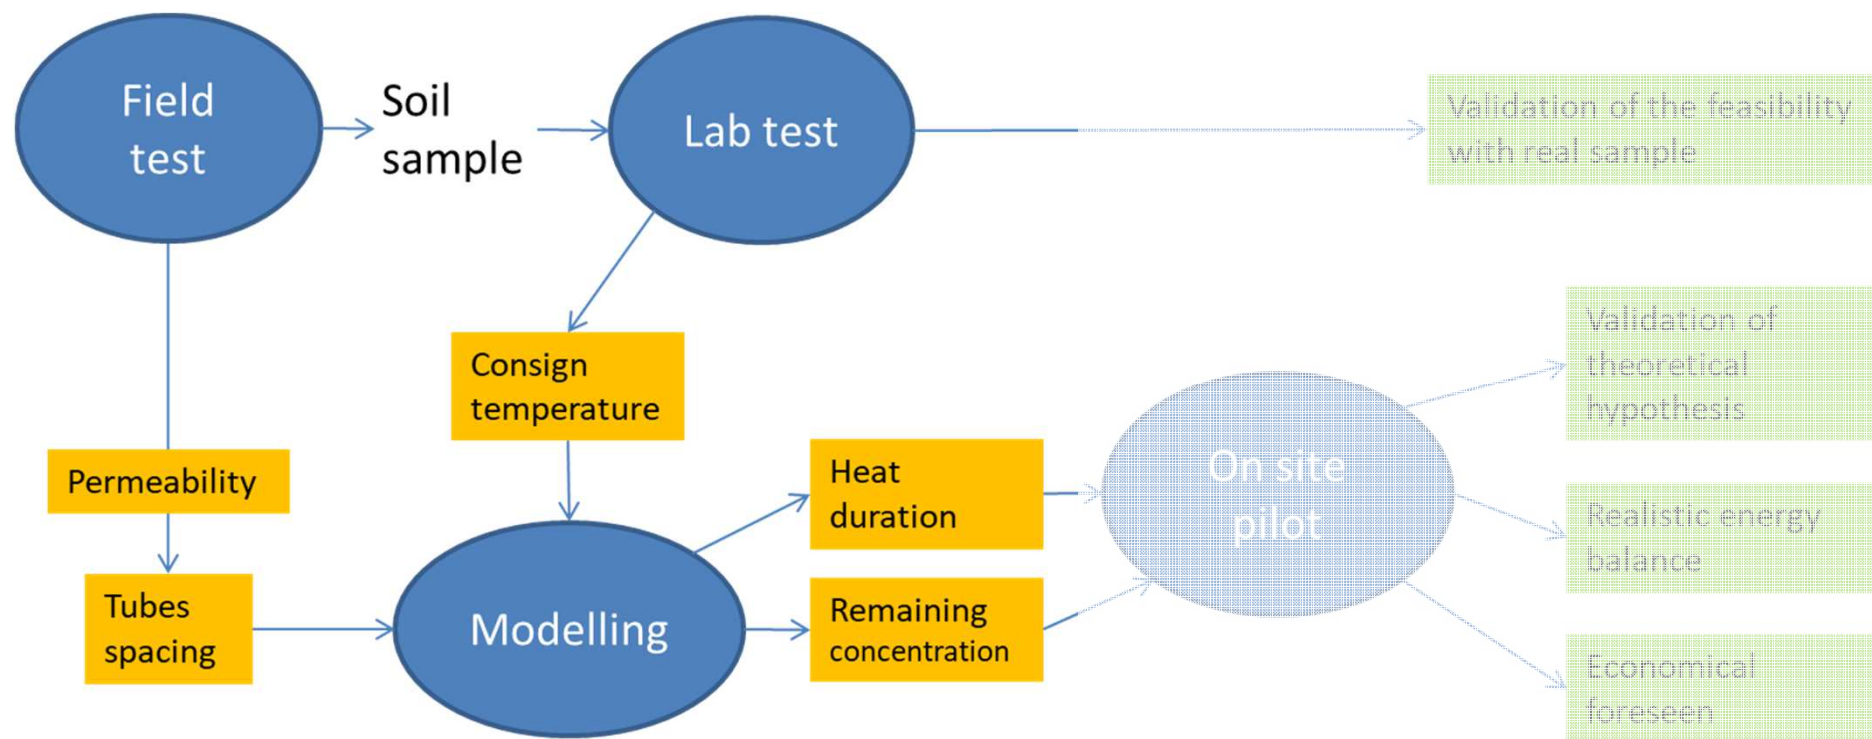 Field
test
Soil
sample
Lab test
Validation of the feasibility
with real sample
Consign
temperature
Permeability
Tubes
spacing
Modelling
Heat
duration
Remaining
concentration
On site
pilot
Validation of
theoretical
hypothesis
Realistic energy
balance
Economical
foreseen